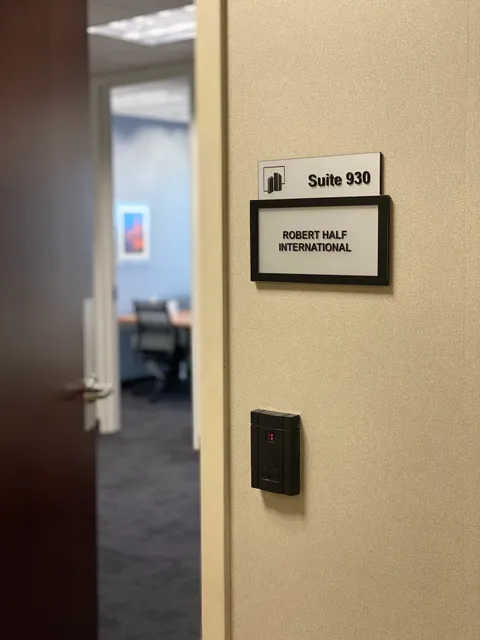 Suite 930
ROBERT HALF
INTERNATIONAL